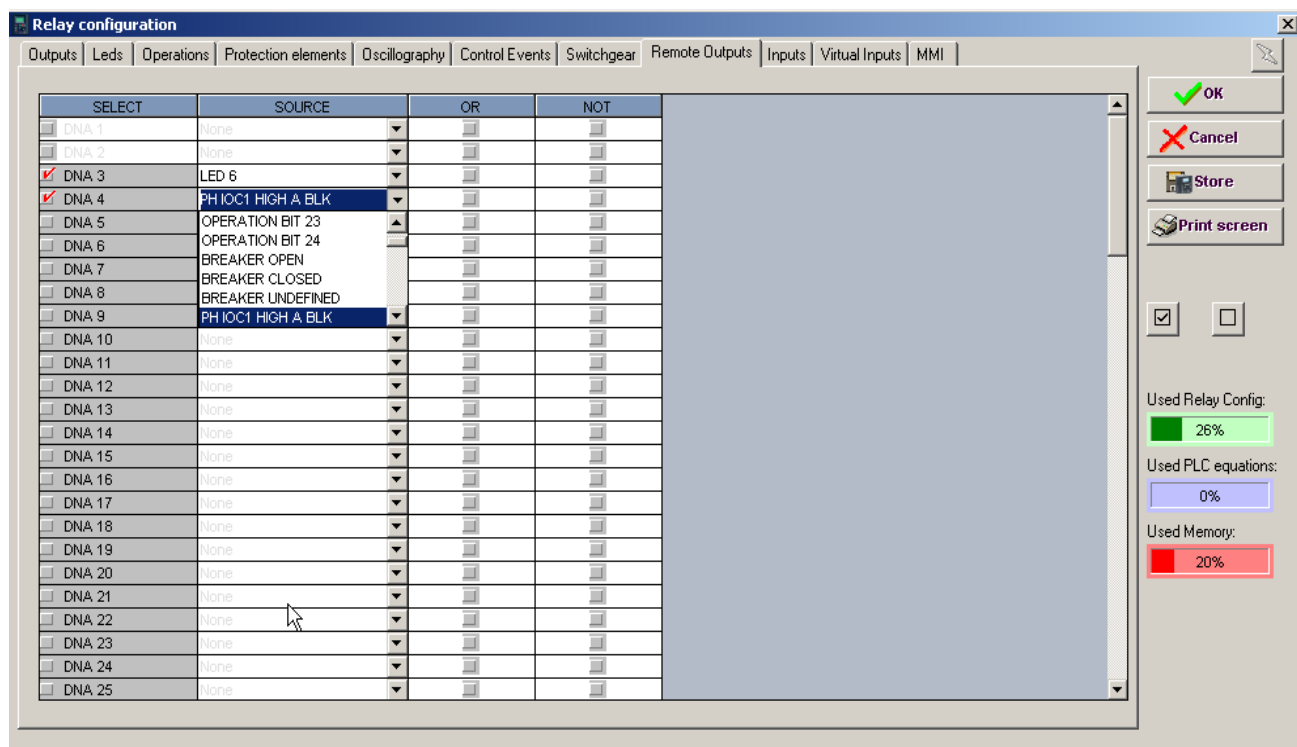 Relay configuration
Outputs Leds Operations Protection elements Oscillography Control Events Switchgear Remote Outputs Inputs Virtual Inputs MMI
SELECT SOURCE OR NOT
DNA 1 None
DNA 2 None
DNA 3 LED 6
DNA 4 PH IOC1 HIGH A BLK
DNA 5 OPERATION BIT 23
DNA 6 OPERATION BIT 24
BREAKER OPEN
DNA 7
BREAKER CLOSED
DNA 8
BREAKER UNDEFINED
DNA 9 PH IOC1 HIGH A BLK
DNA 10 None
DNA 11 None
DNA 12 None
DNA 13 None
DNA 14 None
DNA 15 None
DNA 16 None
DNA 17 None
DNA 18 None
DNA 19 None
DNA 20 None
DNA 21 None
DNA 22 None
DNA 23 None
DNA 24 None
DNA 25 None
OK
Cancel
Store
Print screen
Used Relay Config:
26%
Used PLC equations:
0%
Used Memory:
20%